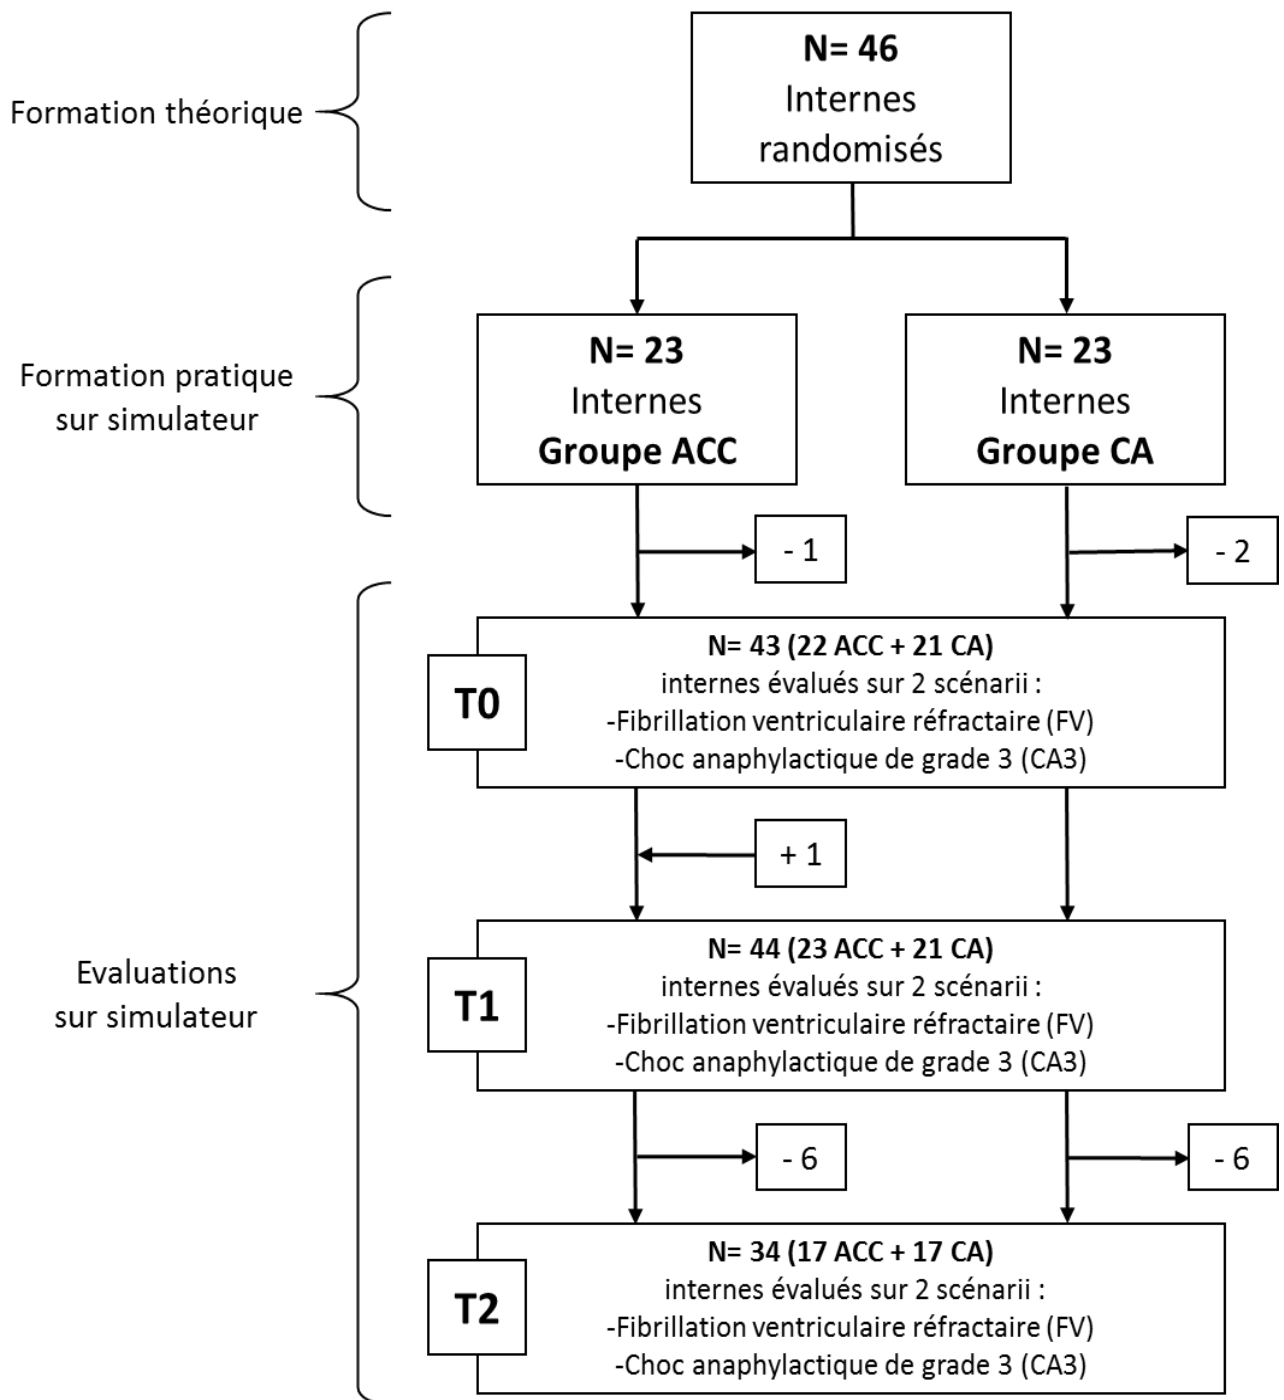 Formation théorique
N= 46
Internes
randomisés
Formation pratique
sur simulateur
N= 23
Internes
Groupe ACC
N= 23
Internes
Groupe CA
- 1
- 2
Evaluations
sur simulateur
T0
N= 43 (22 ACC + 21 CA)
internes évalués sur 2 scénarii :
-Fibrillation ventriculaire réfractaire (FV)
-Choc anaphylactique de grade 3 (CA3)
+ 1
T1
N= 44 (23 ACC + 21 CA)
internes évalués sur 2 scénarii :
-Fibrillation ventriculaire réfractaire (FV)
-Choc anaphylactique de grade 3 (CA3)
- 6
- 6
T2
N= 34 (17 ACC + 17 CA)
internes évalués sur 2 scénarii :
-Fibrillation ventriculaire réfractaire (FV)
-Choc anaphylactique de grade 3 (CA3)